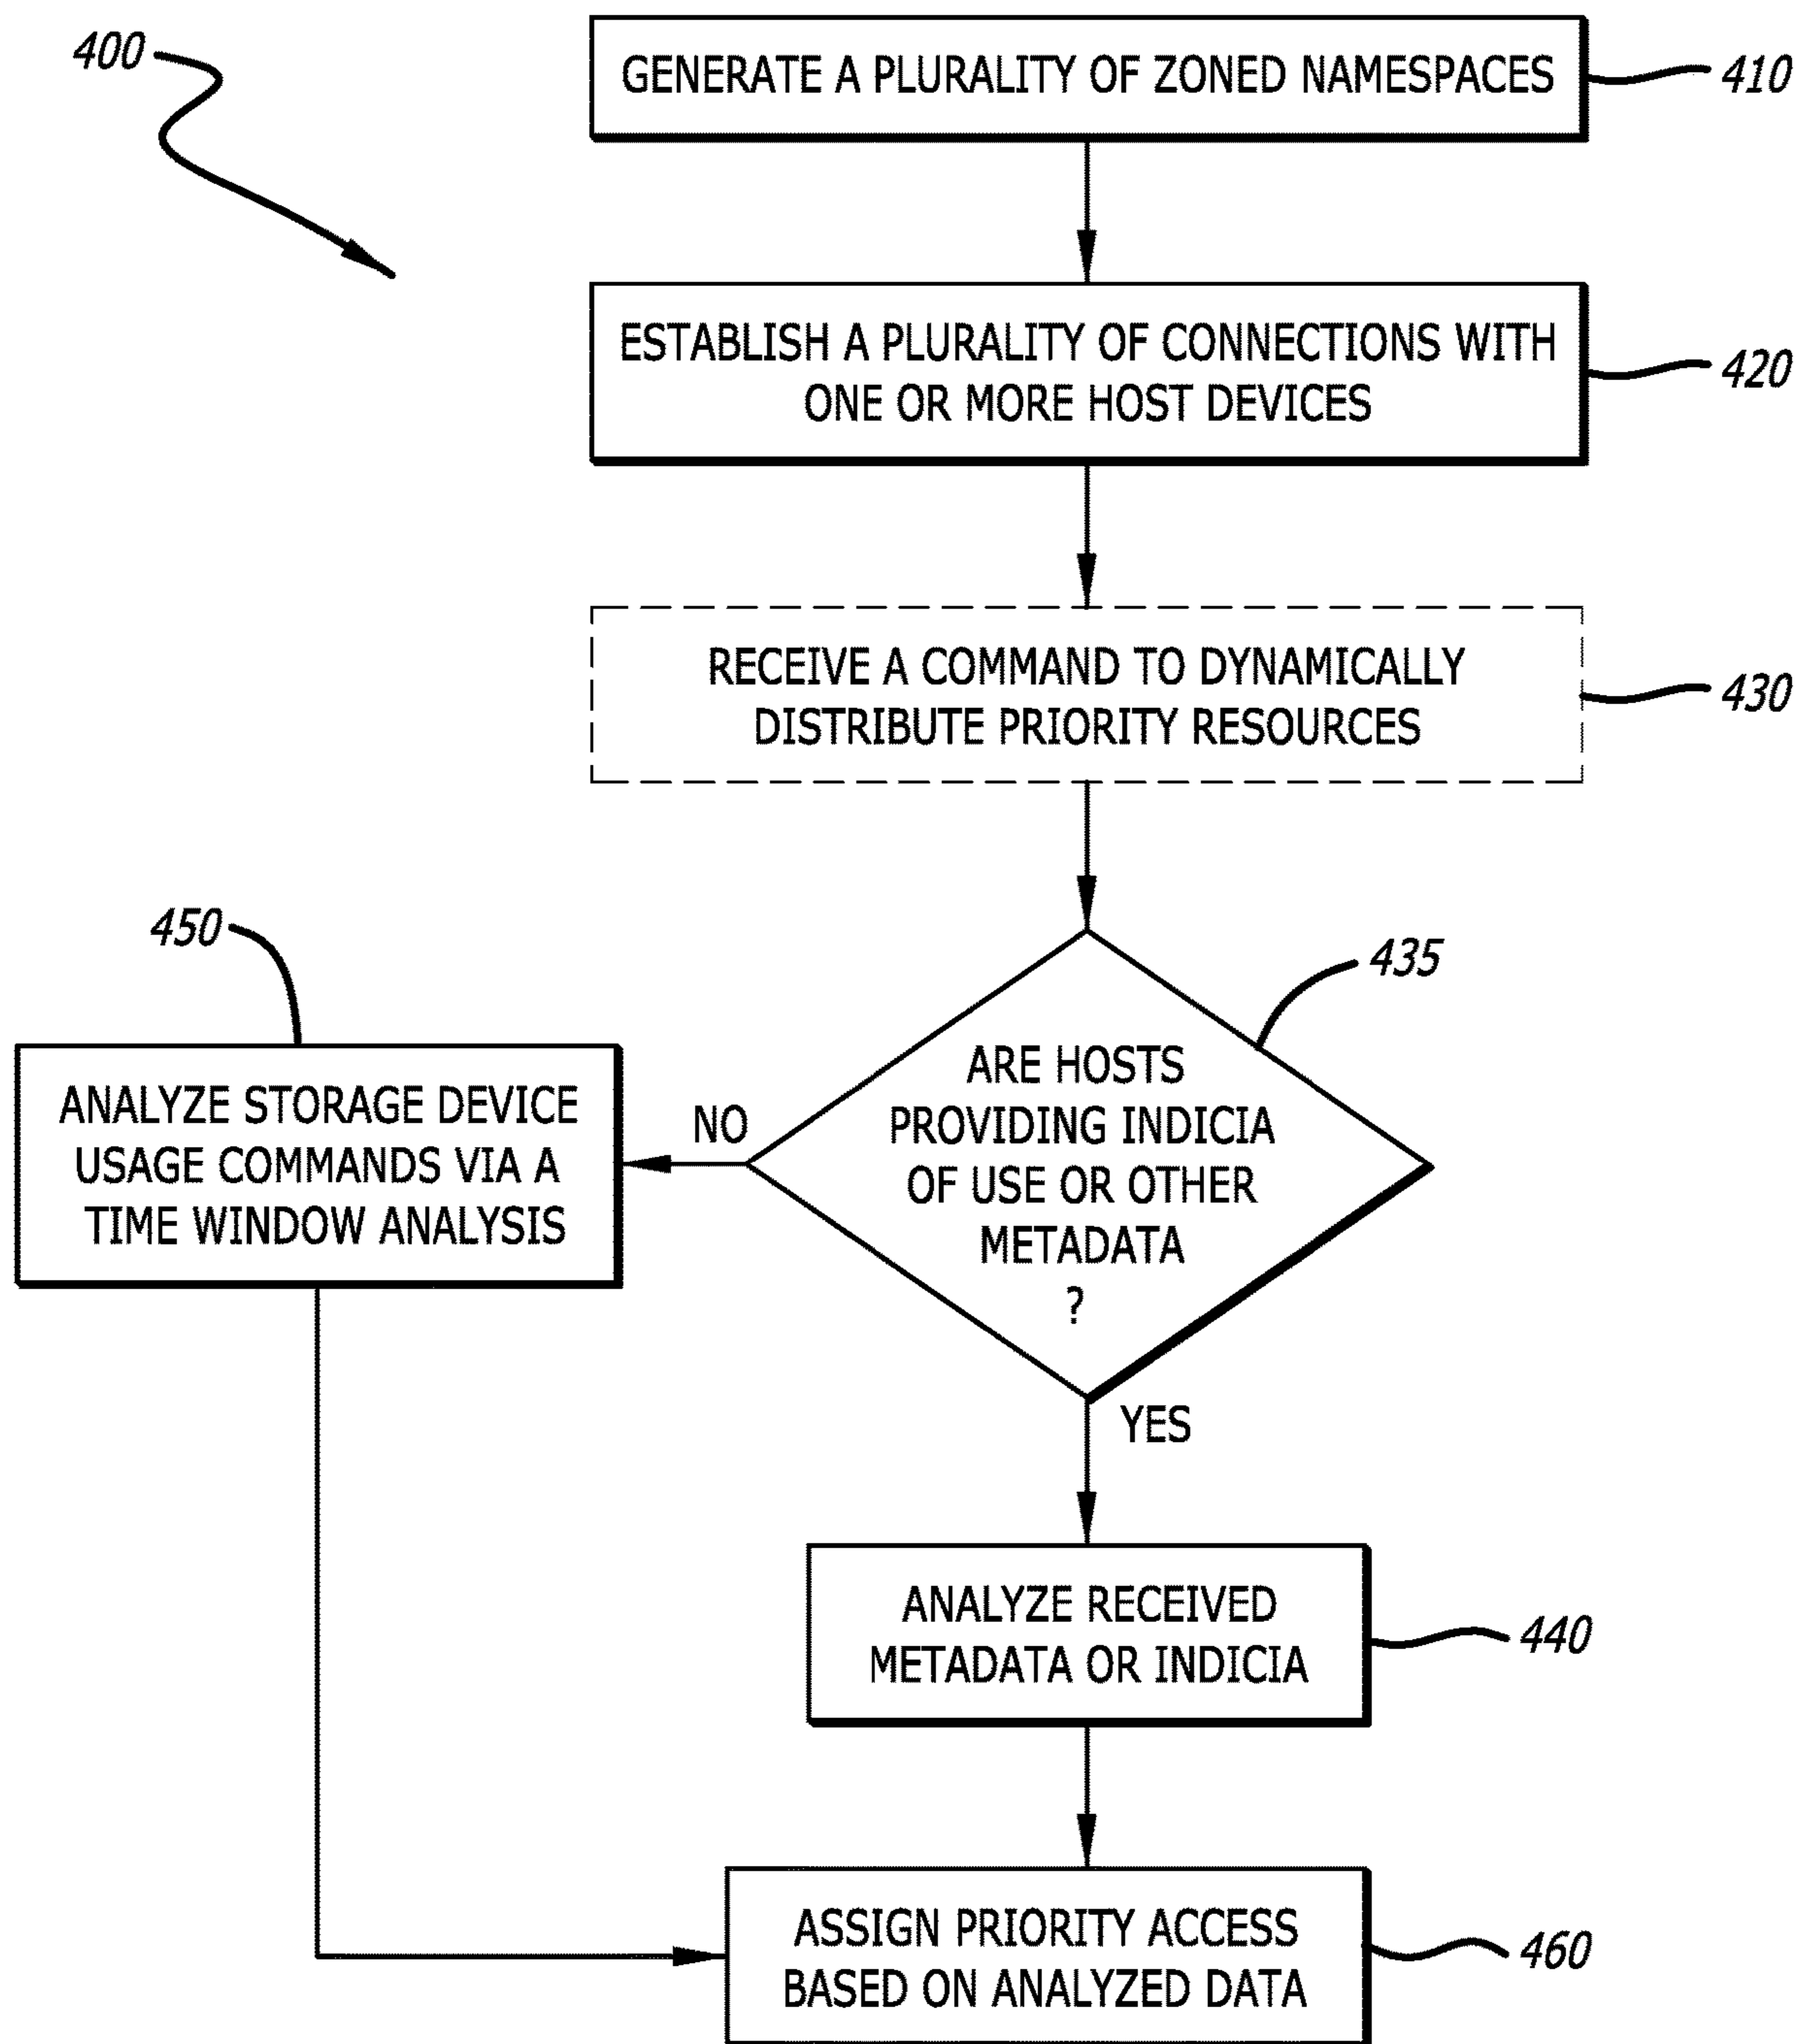 400
GENERATE A PLURALITY OF ZONED NAMESPACES
410
ESTABLISH A PLURALITY OF CONNECTIONS WITH
ONE OR MORE HOST DEVICES
420
RECEIVE A COMMAND TO DYNAMICALLY
DISTRIBUTE PRIORITY RESOURCES
430
435
ARE HOSTS
PROVIDING INDICIA
OF USE OR OTHER
METADATA
?
NO
450
ANALYZE STORAGE DEVICE
USAGE COMMANDS VIA A
TIME WINDOW ANALYSIS
YES
ANALYZE RECEIVED
METADATA OR INDICIA
440
ASSIGN PRIORITY ACCESS
BASED ON ANALYZED DATA
460